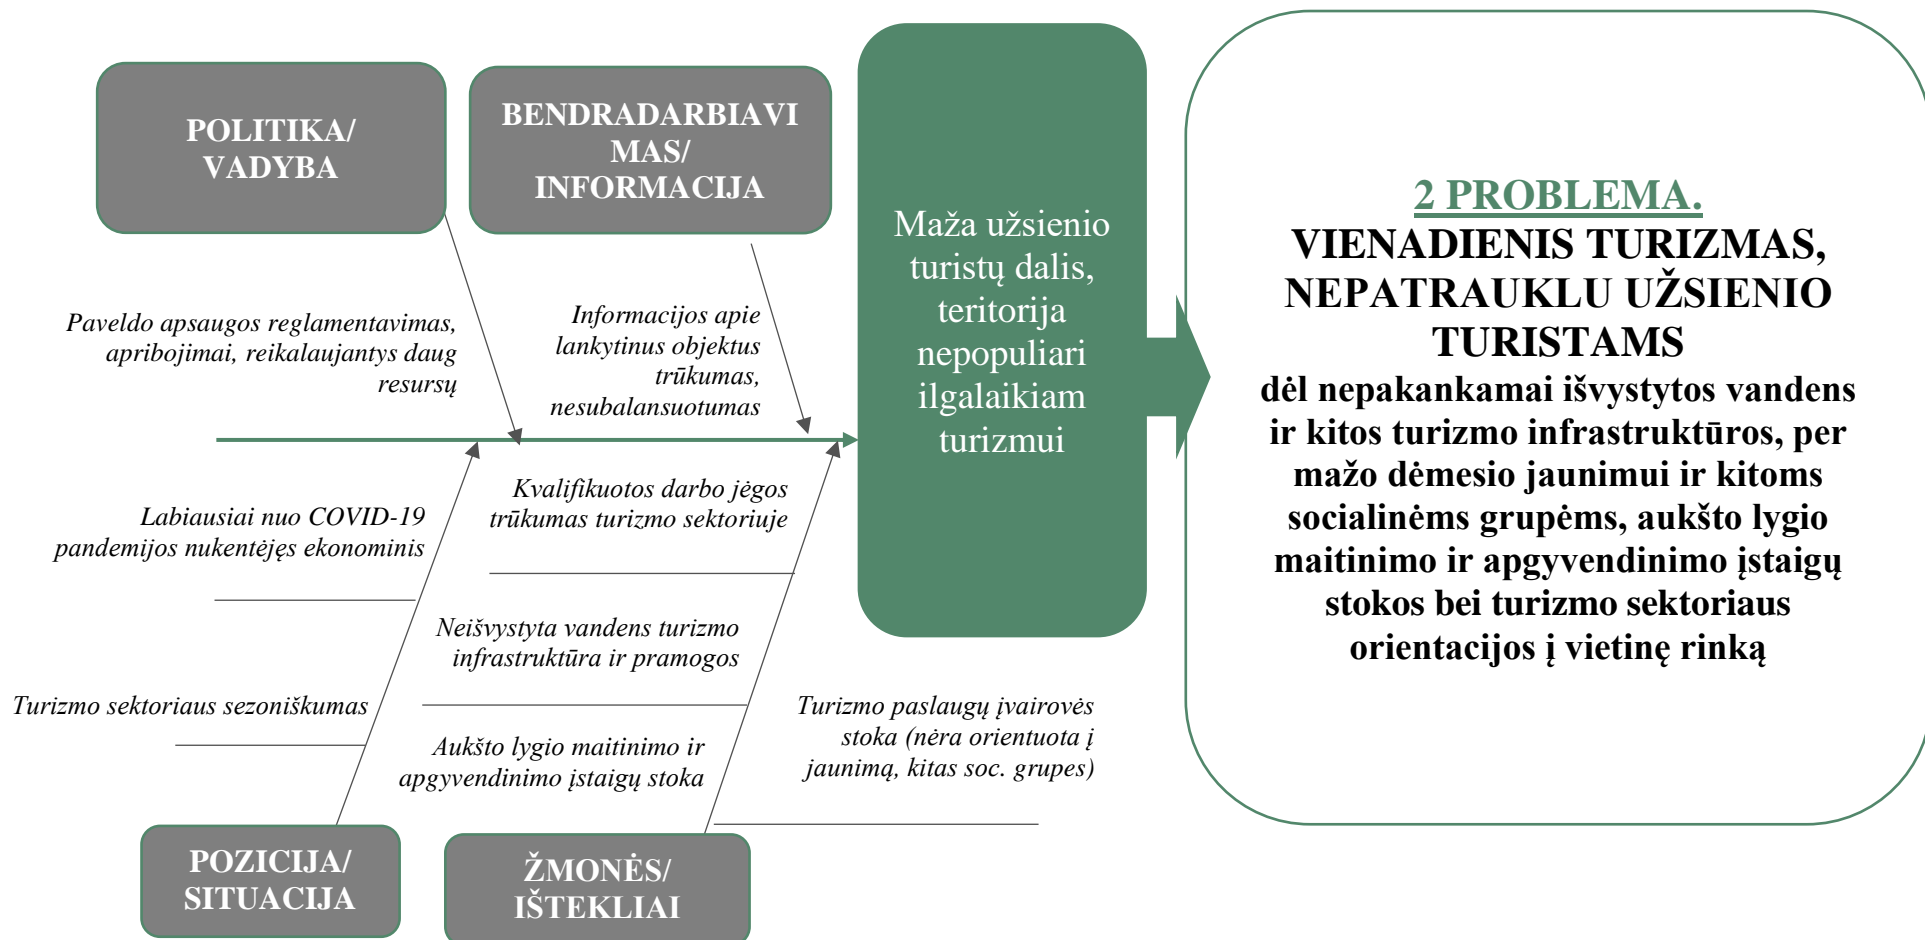 POLITIKA/
VADYBA
BENDRADARBIAVI
MAS/
INFORMACIJA
Paveldo apsaugos reglamentavimas,
apribojimai, reikalaujantys daug
resursų
Informacijos apie
lankytinus objektus
trūkumas,
nesubalansuotumas
Labiausiai nuo COVID-19
pandemijos nukentėjęs ekonominis
Turizmo sektoriaus sezoniškumas
Kvalifikuotos darbo jėgos
trūkumas turizmo sektoriuje
Neišvystyta vandens turizmo
infrastruktūra ir pramogos
Aukšto lygio maitinimo ir
apgyvendinimo įstaigų stoka
Turizmo paslaugų įvairovės
stoka (nėra orientuota į
jaunimą, kitas soc. grupes)
POZICIJA/
SITUACIJA
ŽMONĖS/
IŠTEKLIAI
Maža užsienio
turistų dalis,
teritorija
nepopuliari
ilgalaikiam
turizmui
2 PROBLEMA.
VIENADIENIS TURIZMAS,
NEPATRAUKLU UŽSIENIO
TURISTAMS
dėl nepakankamai išvystytos vandens
ir kitos turizmo infrastruktūros, per
mažo dėmesio jaunimui ir kitoms
socialinėms grupėms, aukšto lygio
maitinimo ir apgyvendinimo įstaigų
stokos bei turizmo sektoriaus
orientacijos į vietinę rinką